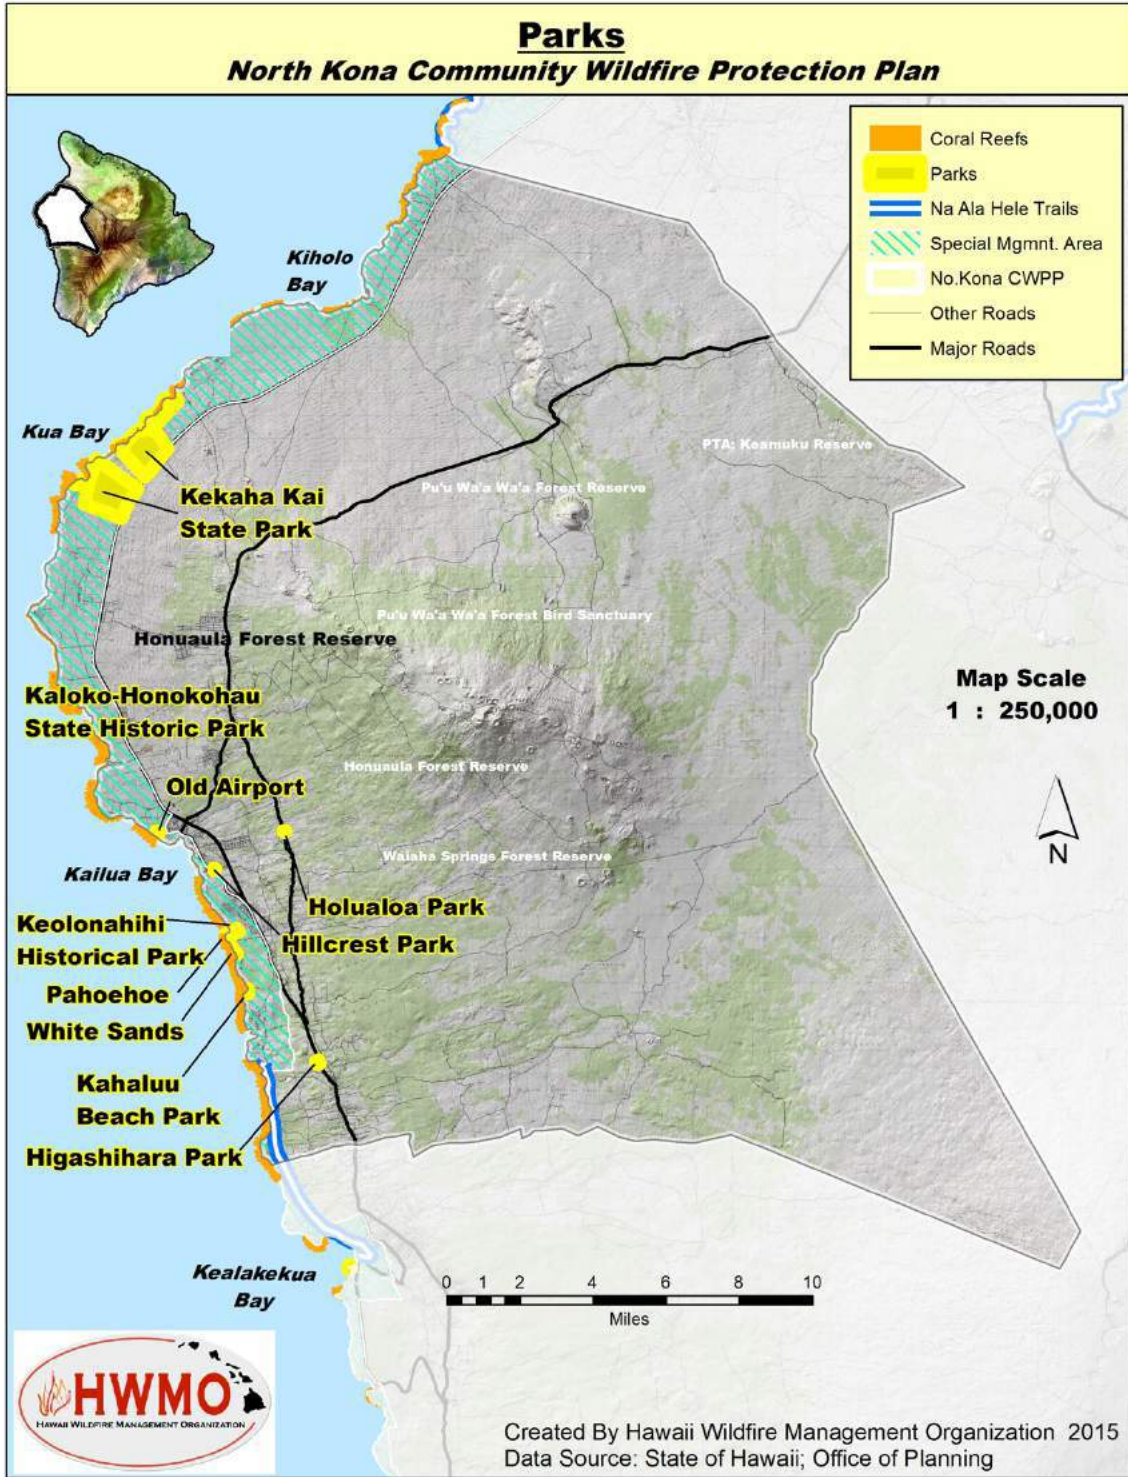 Parks
North Kona Community Wildfire Protection Plan
Coral Reefs
Parks
Na Ala Hele Trails
Special Mgmnt. Area
No.Kona CWPP
Other Roads
Major Roads
Kiholo
Bay
Kua Bay
PTA: Keamuku Reserve
Kekaha Kai
State Park
Pu'u Wa'a Wa'a Forest Reserve
Pu'u Wa'a Wa'a Forest Bird Sanctuary
Honuaula Forest Reserve
Map Scale
1 : 250,000
Kaloko-Honokohau
State Historic Park
Honuaula Forest Reserve
Old Airport
N
Waiaha Springs Forest Reserve
Kailua Bay
Holualoa Park
Keolonahihi
Historical Park
Hillcrest Park
Pahoehoe
White Sands
Kahaluu
Beach Park
Higashihara Park
Kealakekua
Bay
0 1 2 4 6 8 10
Miles
HWMO
HAWAII WILDFIRE MANAGEMENT ORGANIZATION
Created By Hawaii Wildfire Management Organization 2015
Data Source: State of Hawaii; Office of Planning